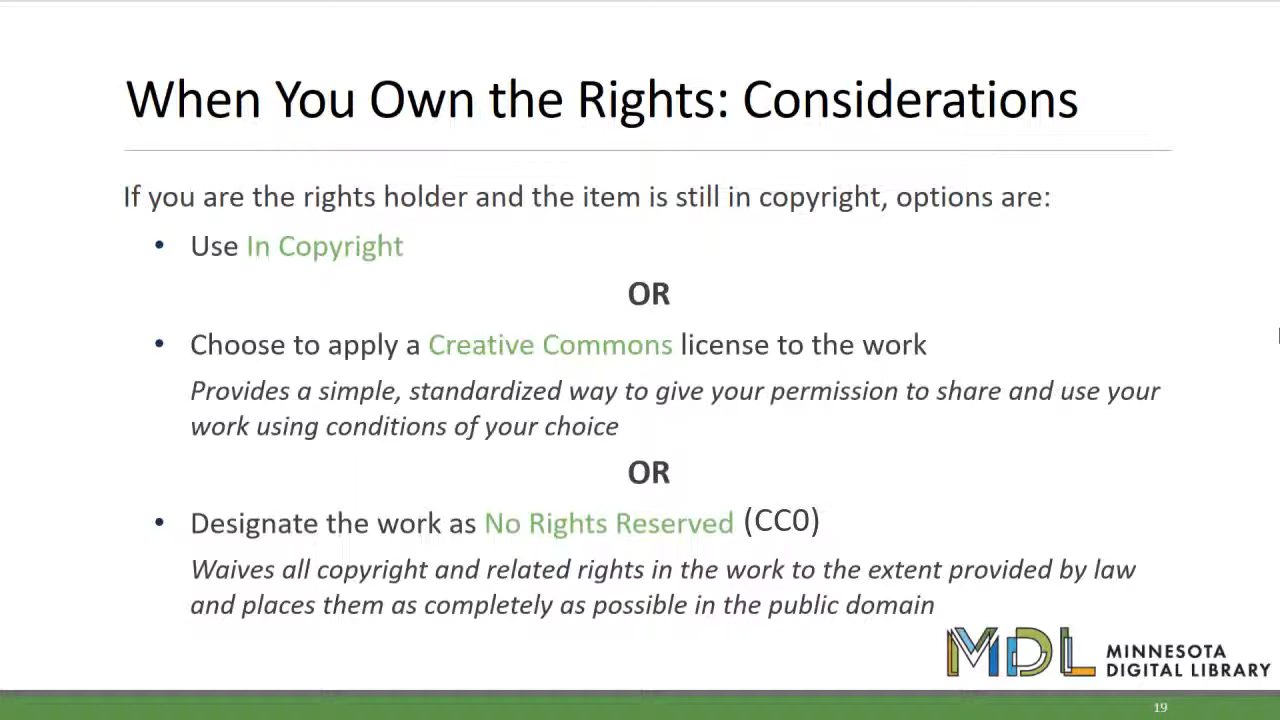 When You Own the Rights: Considerations
If you are the rights holder and the item is still in copyright, options are:
• Use In Copyright
OR
• Choose to apply a Creative Commons license to the work
Provides a simple, standardized way to give your permission to share and use your
work using conditions of your choice
OR
• Designate the work as No Rights Reserved (CC0)
Waives all copyright and related rights in the work to the extent provided by law
and places them as completely as possible in the public domain
MDL MINNESOTA
DIGITAL LIBRARY
19